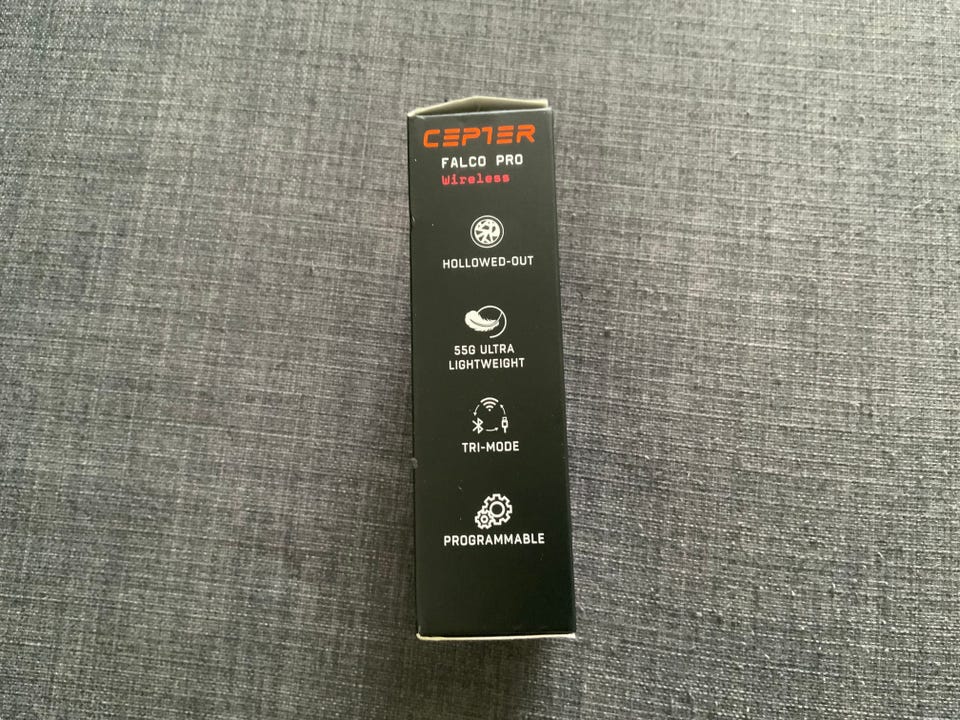 CEPTER
FALCO PRO
Wireless
HOLLOWED-OUT
55G ULTRA
LIGHTWEIGHT
TRI-MODE
PROGRAMMABLE